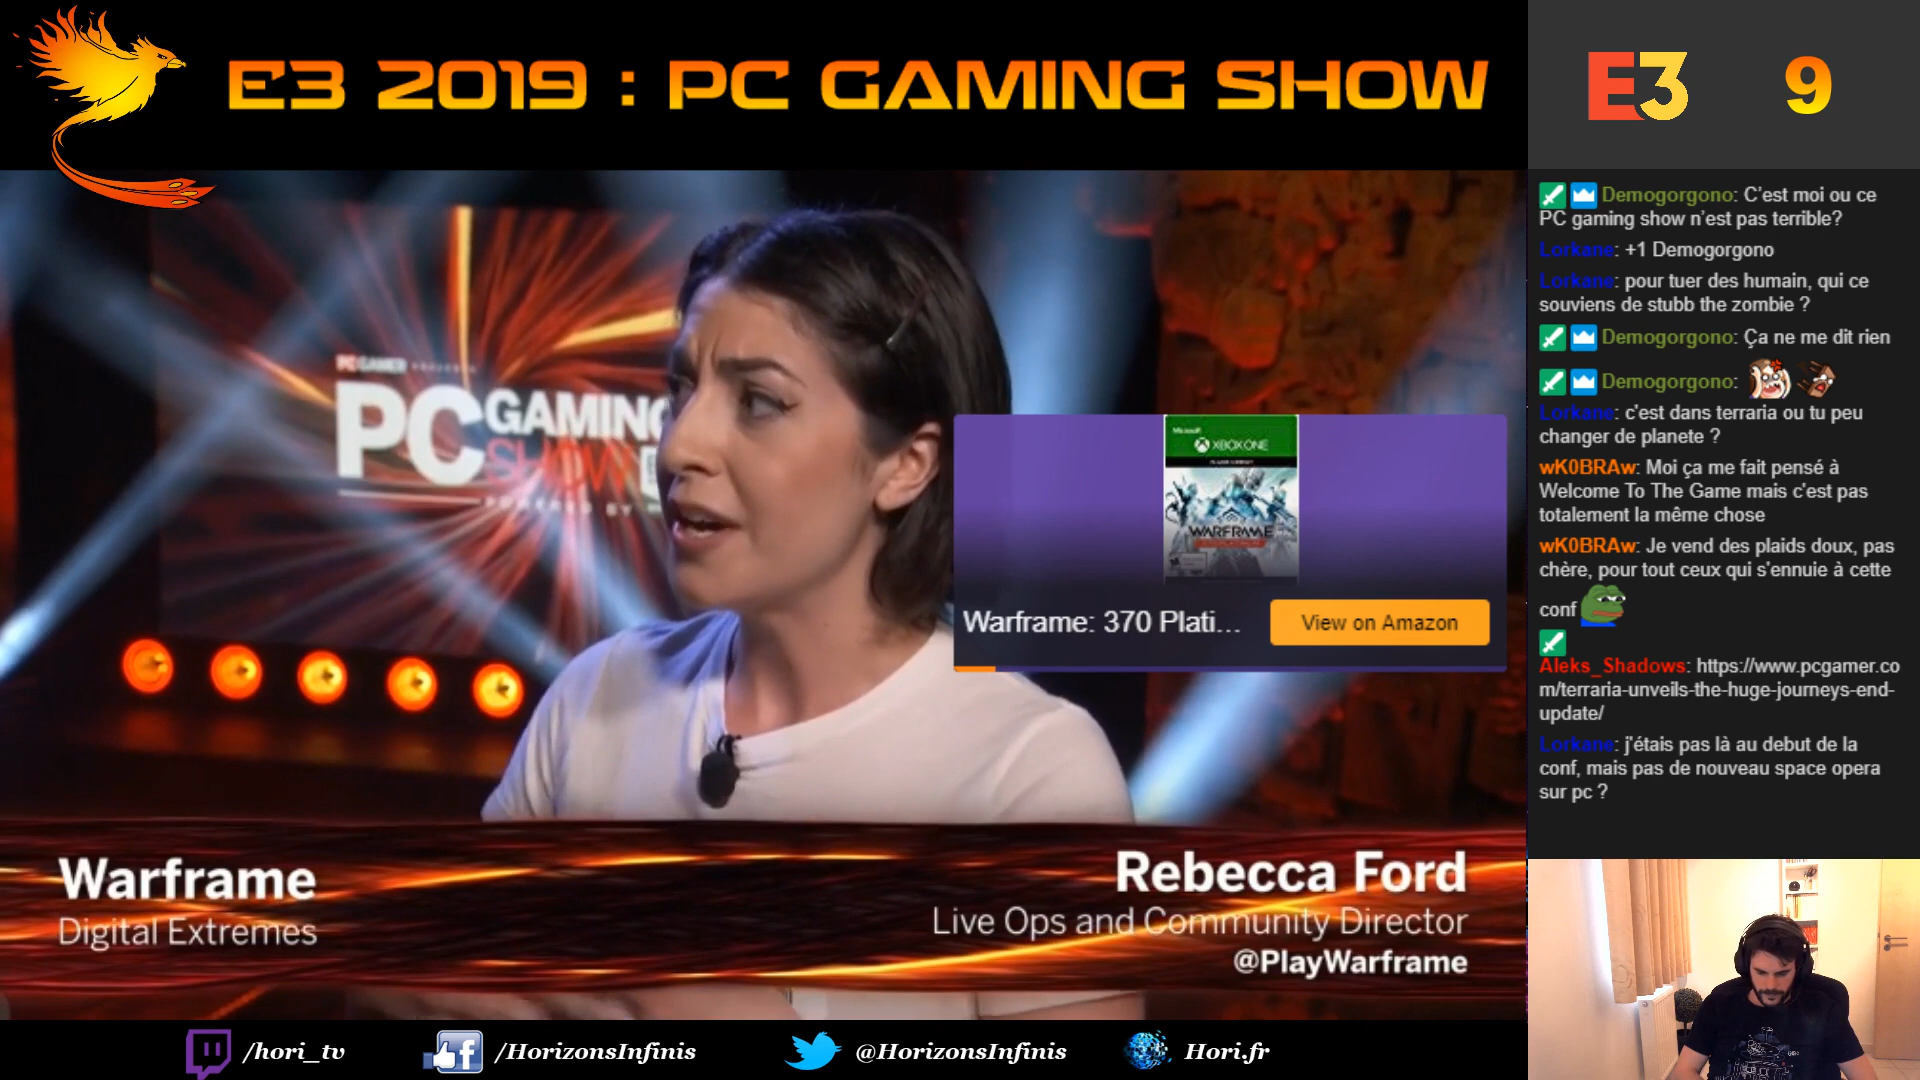 E3 2019 : PC GAMING SHOW
E3 9
PC GAMER PRESENTS
PC GAMING
SHOW
POWERED BY
Microsoft
XBOX ONE
WARFRAME
Warframe: 370 Plati...
View on Amazon
Warframe
Digital Extremes
Rebecca Ford
Live Ops and Community Director
@PlayWarframe
Demogorgono: C'est moi ou ce
PC gaming show n'est pas terrible?
Lorkane: +1 Demogorgono
Lorkane: pour tuer des humain, qui ce
souviens de stubb the zombie ?
Demogorgono: Ça ne me dit rien
Demogorgono:
Lorkane: c'est dans terraria ou tu peu
changer de planete ?
wK0BRAw: Moi ça me fait pensé à
Welcome To The Game mais c'est pas
totalement la même chose
wK0BRAw: Je vend des plaids doux, pas
chère, pour tout ceux qui s'ennuie à cette
conf
Aleks_Shadows: https://www.pcgamer.co
m/terraria-unveils-the-huge-journeys-end-
update/
Lorkane: j'étais pas là au debut de la
conf, mais pas de nouveau space opera
sur pc ?
/hori_tv
/HorizonsInfinis
@HorizonsInfinis
Hori.fr